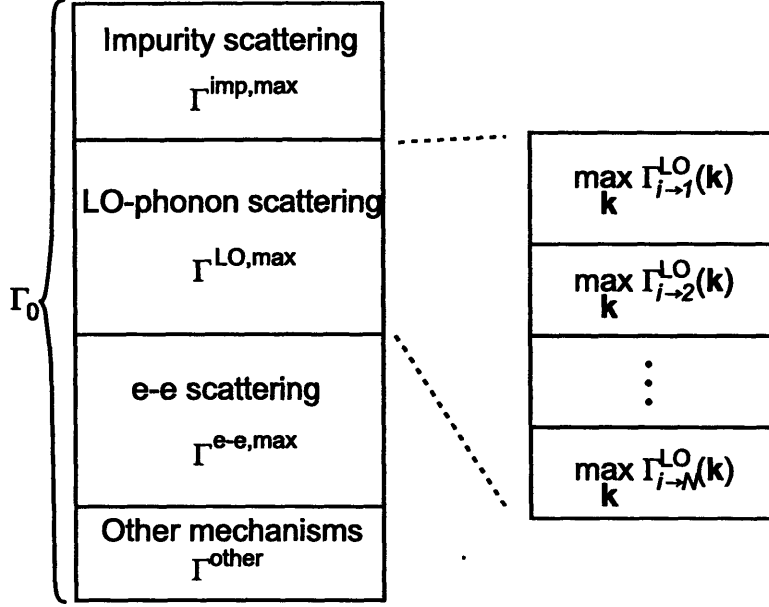 Impurity scattering
Γ^imp,max
LO-phonon scattering
Γ^LO,max
e-e scattering
Γ^e-e,max
Other mechanisms
Γ^other
Γ₀
max Γ^LO_i→1(k)
k
max Γ^LO_i→2(k)
k
⋮
max Γ^LO_i→N(k)
k